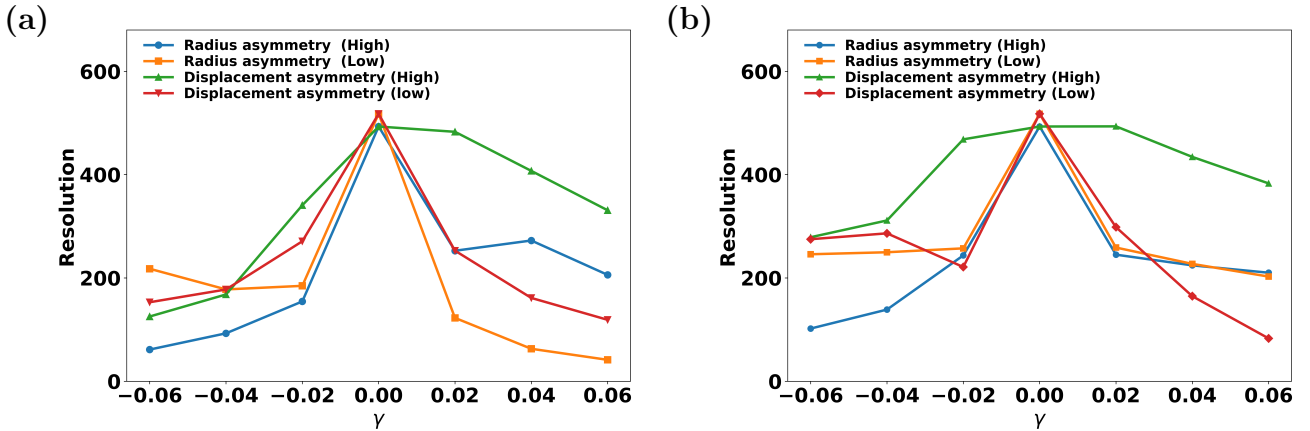 (a)
Radius asymmetry (High)
Radius asymmetry (Low)
Displacement asymmetry (High)
Displacement asymmetry (low)
600
400
200
0
Resolution
−0.06 −0.04 −0.02 0.00 0.02 0.04 0.06
γ
(b)
Radius asymmetry (High)
Radius asymmetry (Low)
Displacement asymmetry (High)
Displacement asymmetry (Low)
600
400
200
0
Resolution
−0.06 −0.04 −0.02 0.00 0.02 0.04 0.06
γ